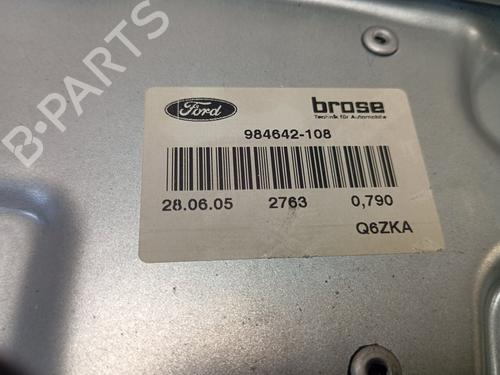 B-PARTS
Ford
brose
Technik für Automobile
984642-108
28.06.05 2763 0,790
Q6ZKA